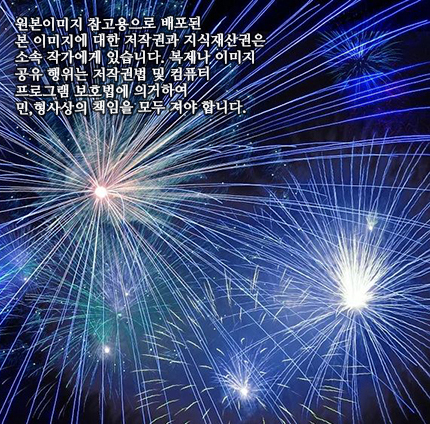 원본이미지 참고용으로 배포된
본 이미지에 대한 저작권과 지식재산권은
소속 작가에게 있습니다. 복제나 이미지
공유 행위는 저작권법 및 컴퓨터
프로그램 보호법에 의거하여
민,형사상의 책임을 모두 져야 합니다.